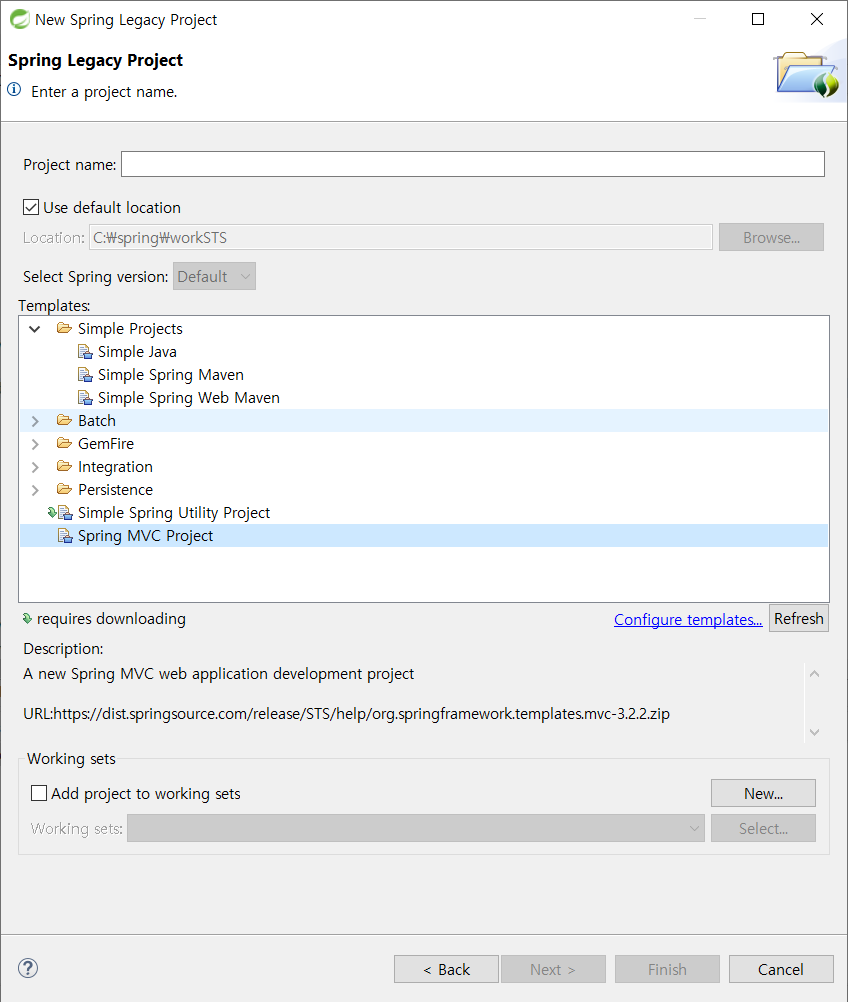 New Spring Legacy Project
Spring Legacy Project
Enter a project name.
Project name:
Use default location
Location: C:₩spring₩workSTS Browse...
Select Spring version: Default
Templates:
Simple Projects
Simple Java
Simple Spring Maven
Simple Spring Web Maven
Batch
GemFire
Integration
Persistence
Simple Spring Utility Project
Spring MVC Project
requires downloading Configure templates... Refresh
Description:
A new Spring MVC web application development project
URL:https://dist.springsource.com/release/STS/help/org.springframework.templates.mvc-3.2.2.zip
Working sets
Add project to working sets New...
Working sets: Select...
? < Back Next > Finish Cancel